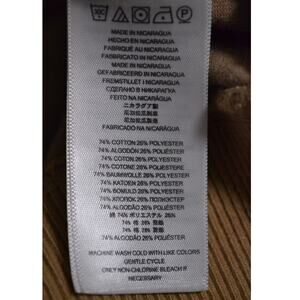 MADE IN NICARAGUA
HECHO EN NICARAGUA
FABRIQUÉ AU NICARAGUA
FABBRICATO IN NICARAGUA
MADE IN NICARAGUA
GEFABRICEERD IN NICARAGUA
FREMSTILLET I NICARAGUA
СДЕЛАНО В НИКАРАГУА
FEITO NA NICARÁGUA
ニカラグア製
尼加拉瓜制造
尼加拉瓜製造
FABRICADO NA NICARÁGUA
74% COTTON 26% POLYESTER
74% ALGODÓN 26% POLIÉSTER
74% COTON 26% POLYESTER
74% COTONE 26% POLIESTERE
74% BAUMWOLLE 26% POLYESTER
74% KATOEN 26% POLYESTER
74% BOMULD 26% POLYESTER
74% ХЛОПОК 26% ПОЛИЭСТЕР
74% ALGODÃO 26% POLIÉSTER
綿 74% ポリエステル 26%
74% 棉 26% 聚酯
74% 棉 26% 聚酯
74% ALGODÃO 26% POLIÉSTER
MACHINE WASH COLD WITH LIKE COLORS
GENTLE CYCLE
ONLY NON-CHLORINE BLEACH IF
NECESSARY